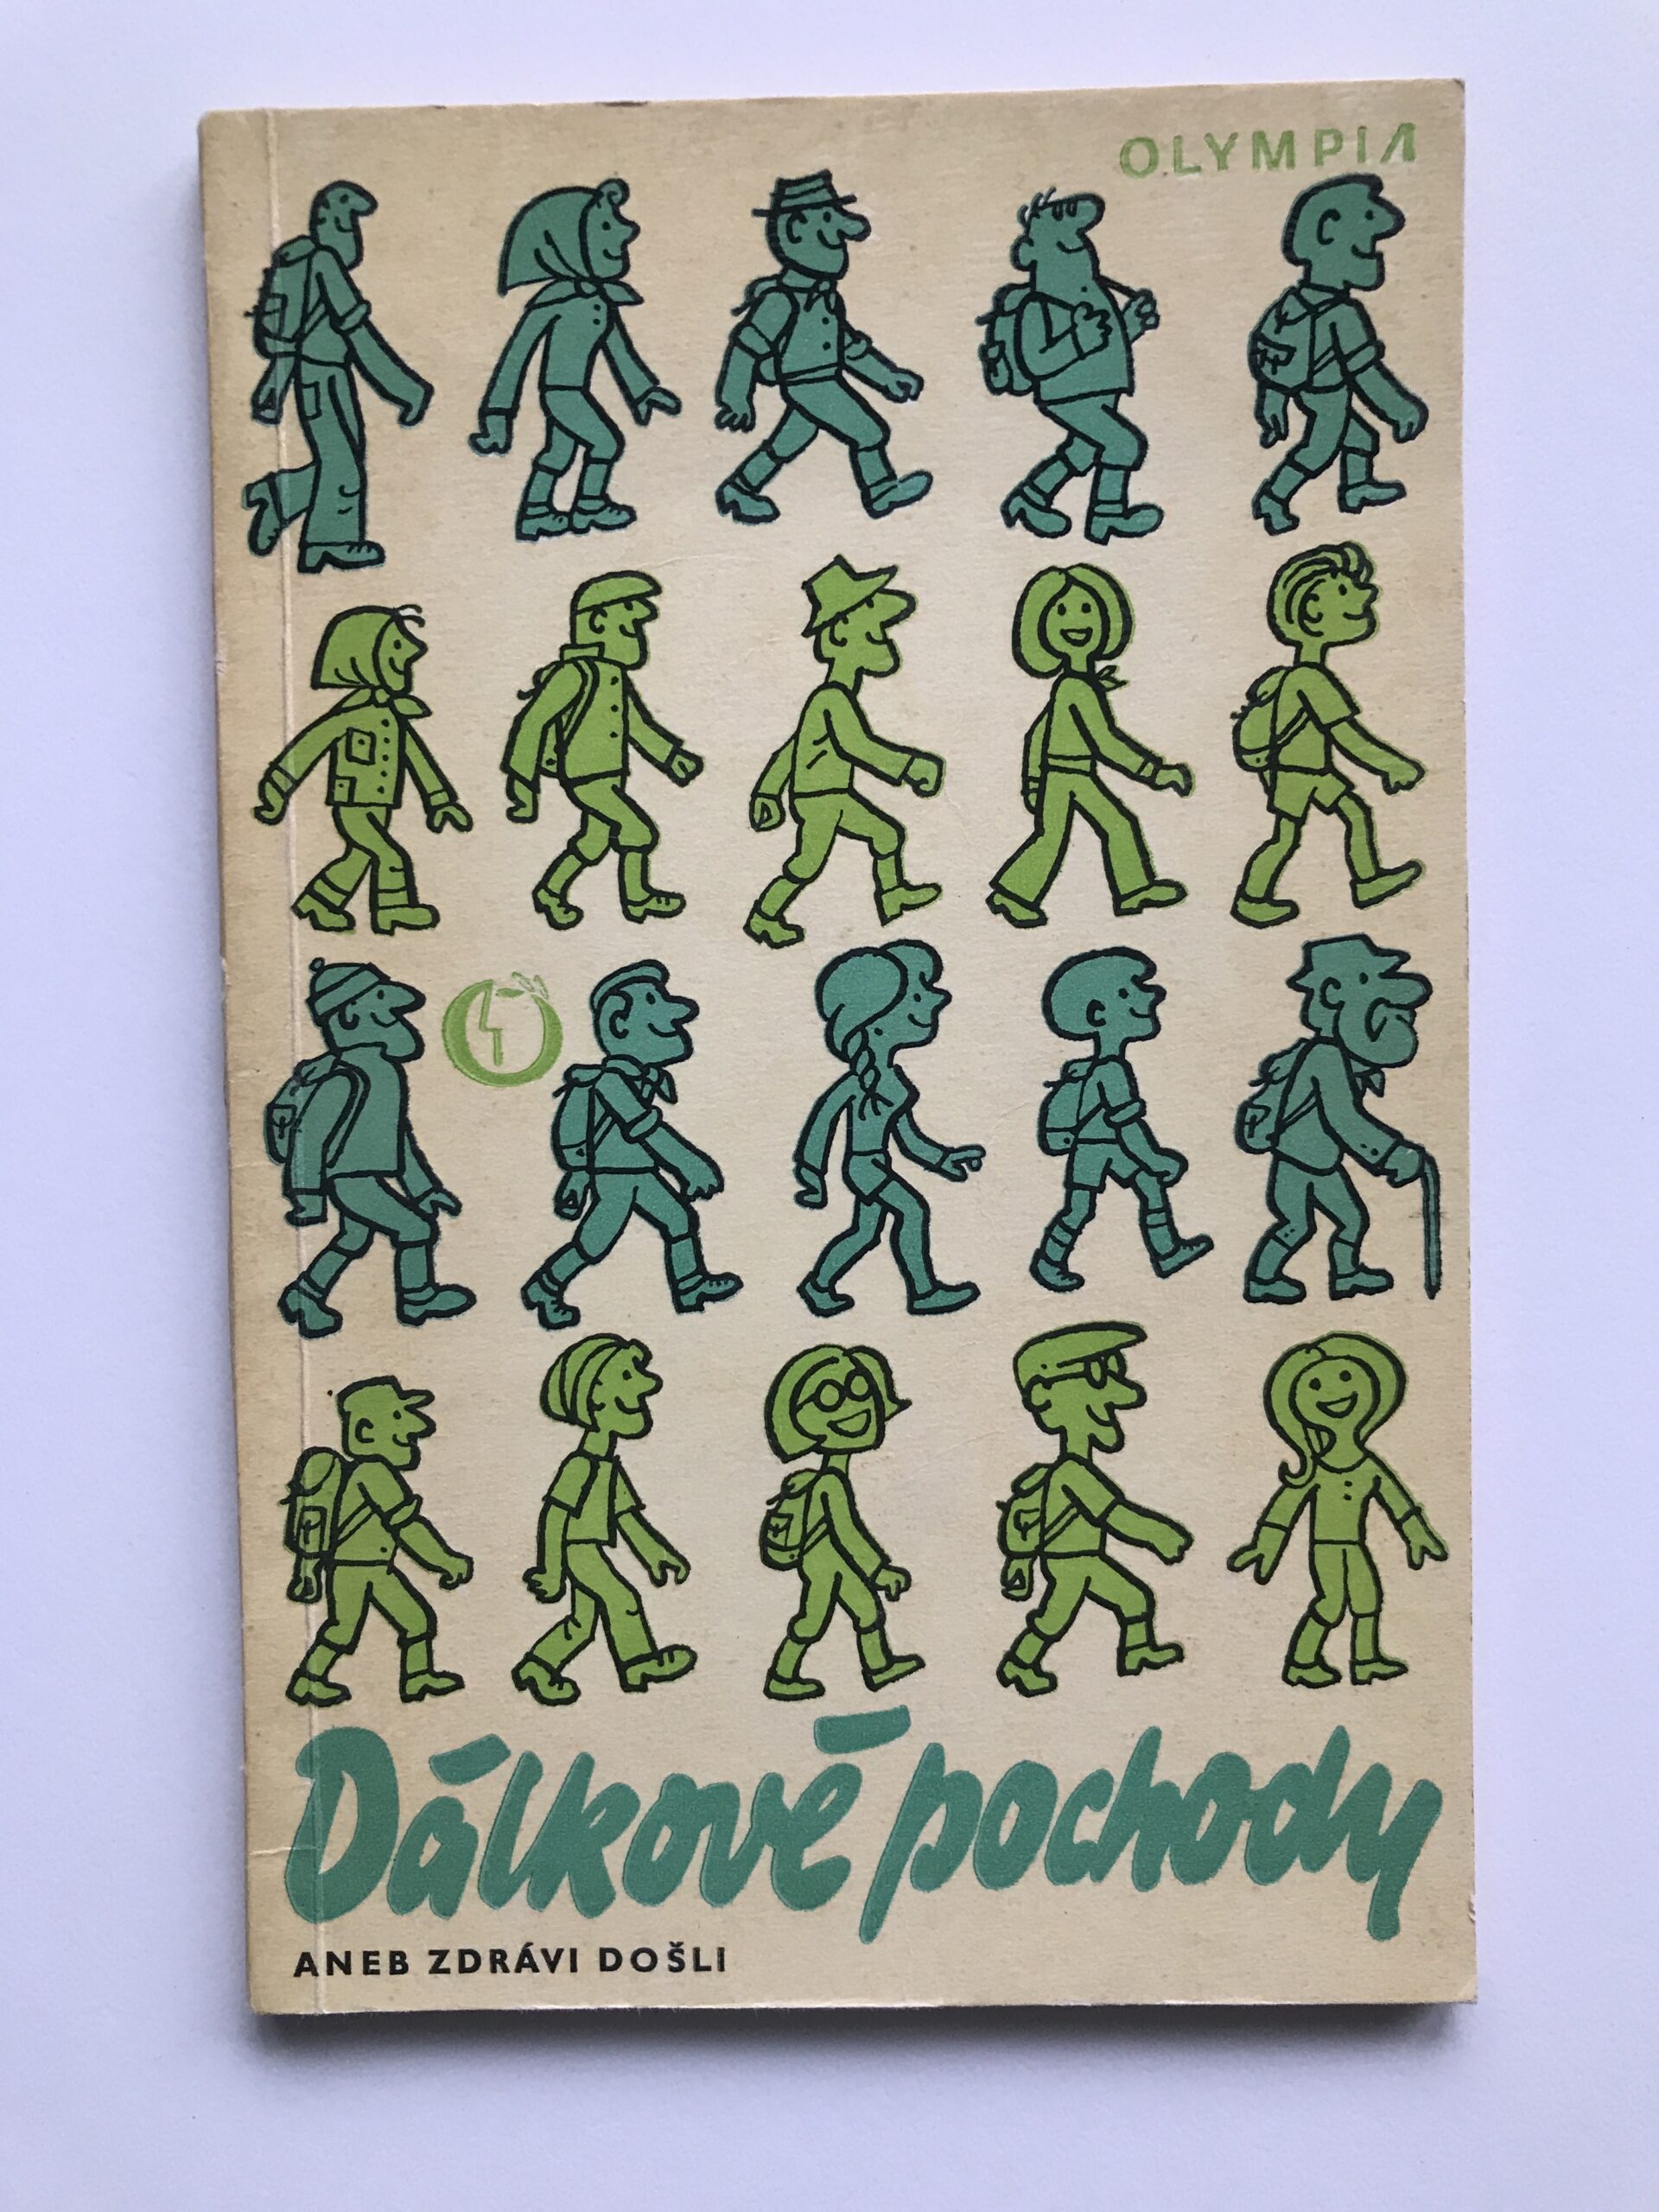 OLYMPIA
Dálkové pochody
ANEB ZDRÁVI DOŠLI